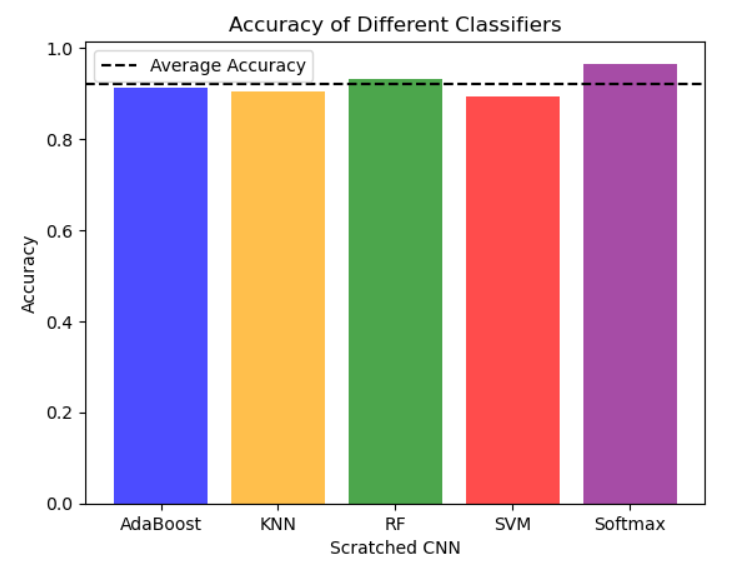 Accuracy of Different Classifiers
Average Accuracy
Accuracy
1.0
0.8
0.6
0.4
0.2
0.0
AdaBoost KNN RF SVM Softmax
Scratched CNN